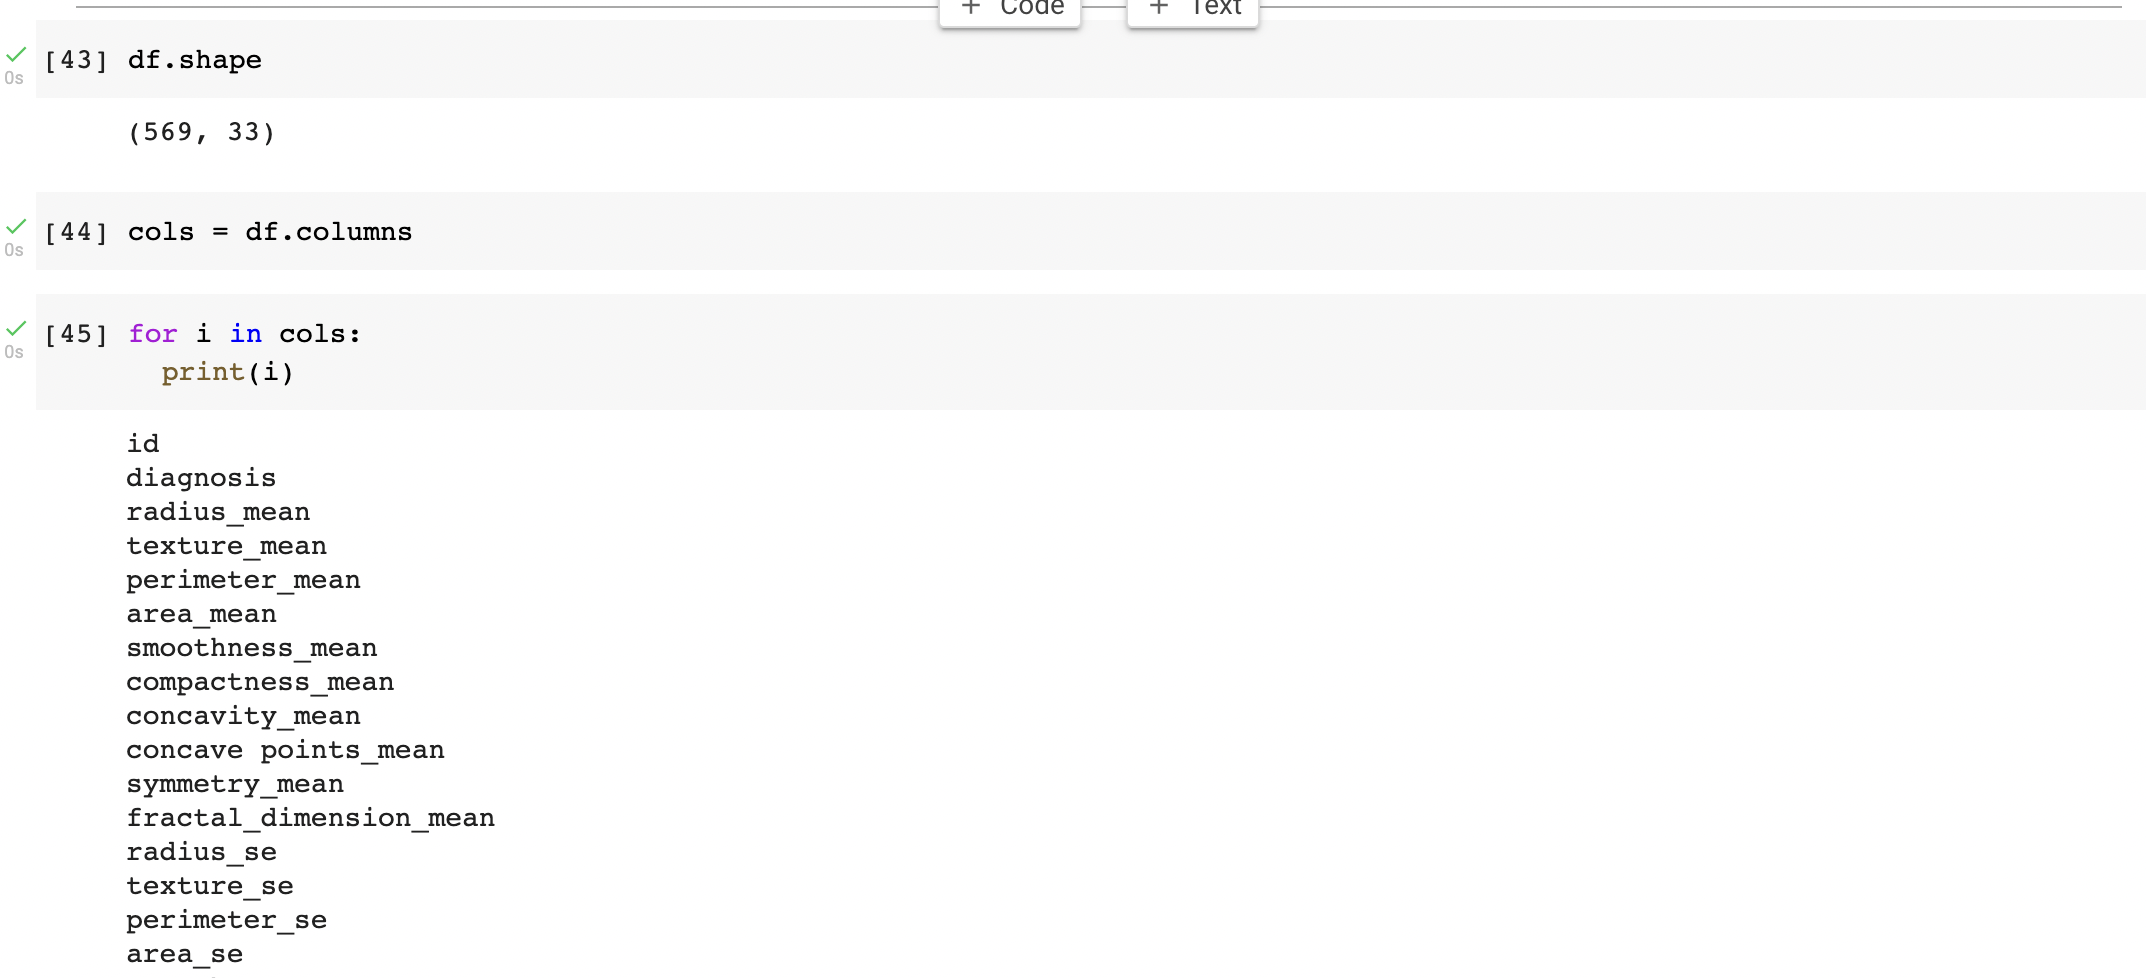 + Code + Text
0s [43] df.shape
(569, 33)
0s [44] cols = df.columns
0s [45] for i in cols:
print(i)
id
diagnosis
radius_mean
texture_mean
perimeter_mean
area_mean
smoothness_mean
compactness_mean
concavity_mean
concave points_mean
symmetry_mean
fractal_dimension_mean
radius_se
texture_se
perimeter_se
area_se